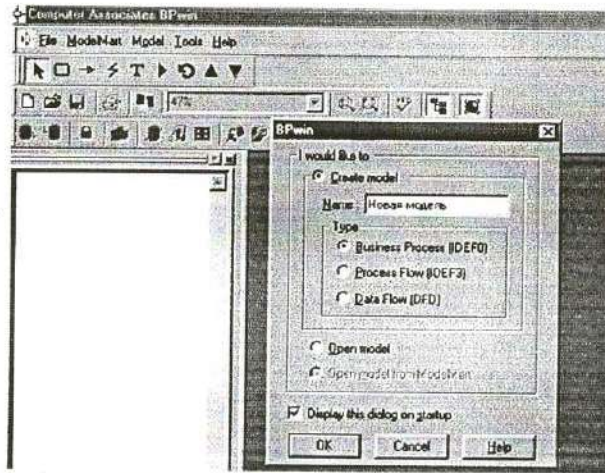 Computer Associates BPwin
File ModelMart Model Tools Help
47%
BPwin
I would like to
Create model
Name: Новая модель
Type
Business Process (IDEF0)
Process Flow (IDEF3)
Data Flow (DFD)
Open model
Open model from ModelMart
Display this dialog on startup
OK Cancel Help